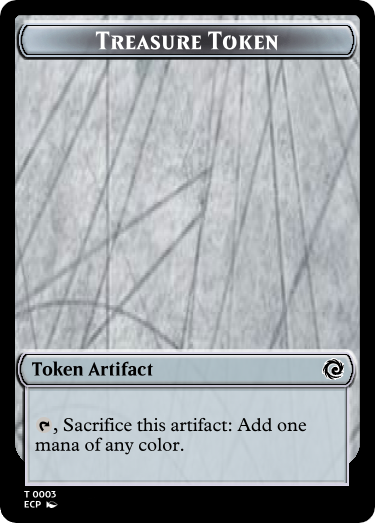 Treasure Token
Token Artifact
, Sacrifice this artifact: Add one
mana of any color.
T 0003
ECP